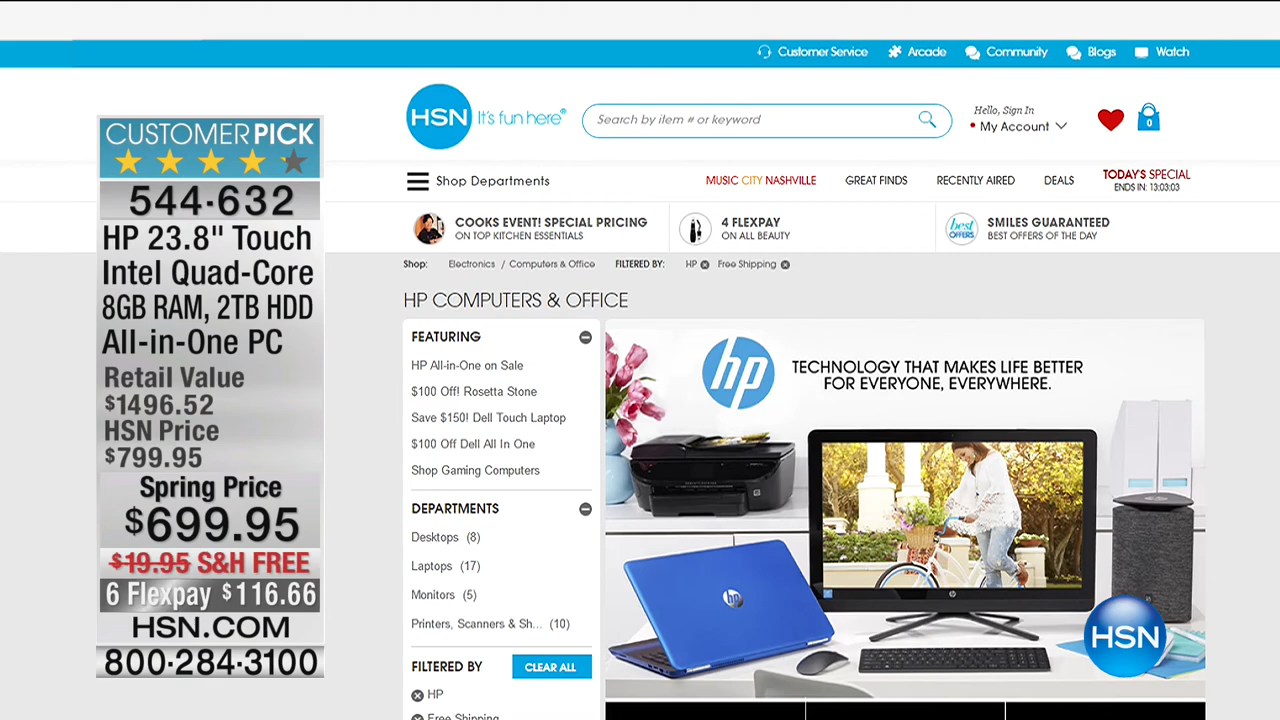 Customer Service
Arcade
Community
Blogs
Watch
HSN It's fun here®
Search by item # or keyword
Hello, Sign In
My Account
0
Shop Departments
MUSIC CITY NASHVILLE
GREAT FINDS
RECENTLY AIRED
DEALS
TODAY'S SPECIAL
ENDS IN: 13:03:03
COOKS EVENT! SPECIAL PRICING
ON TOP KITCHEN ESSENTIALS
4 FLEXPAY
ON ALL BEAUTY
best
OFFERS
SMILES GUARANTEED
BEST OFFERS OF THE DAY
CUSTOMER PICK
544·632
HP 23.8" Touch
Intel Quad-Core
8GB RAM, 2TB HDD
All-in-One PC
Retail Value
$1496.52
HSN Price
$799.95
Spring Price
$699.95
$19.95 S&H FREE
6 Flexpay $116.66
HSN.COM
800·284·3100
Shop: Electronics / Computers & Office FILTERED BY: HP Free Shipping
HP COMPUTERS & OFFICE
FEATURING
HP All-in-One on Sale
$100 Off! Rosetta Stone
Save $150! Dell Touch Laptop
$100 Off Dell All In One
Shop Gaming Computers
DEPARTMENTS
Desktops (8)
Laptops (17)
Monitors (5)
Printers, Scanners & Sh... (10)
FILTERED BY
CLEAR ALL
HP
Free Shipping
hp
TECHNOLOGY THAT MAKES LIFE BETTER
FOR EVERYONE, EVERYWHERE.
hp
hp
HSN